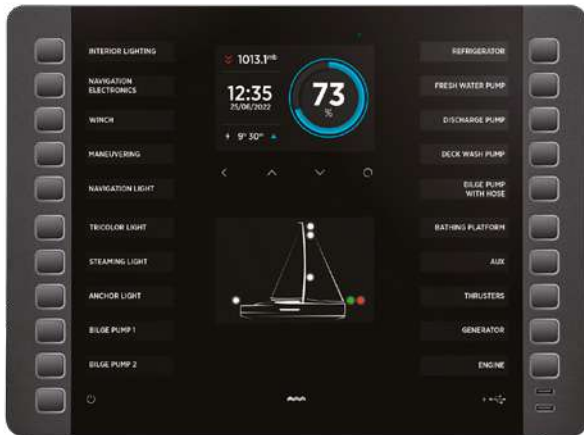 INTERIOR LIGHTING
NAVIGATION
ELECTRONICS
WINCH
MANEUVERING
NAVIGATION LIGHT
TRICOLOR LIGHT
STEAMING LIGHT
ANCHOR LIGHT
BILGE PUMP 1
BILGE PUMP 2
1013.1mb
12:35
25/06/2022
9h 30m
73
%
REFRIGERATOR
FRESH WATER PUMP
DISCHARGE PUMP
DECK WASH PUMP
BILGE PUMP
WITH HOSE
BATHING PLATFORM
AUX
THRUSTERS
GENERATOR
ENGINE